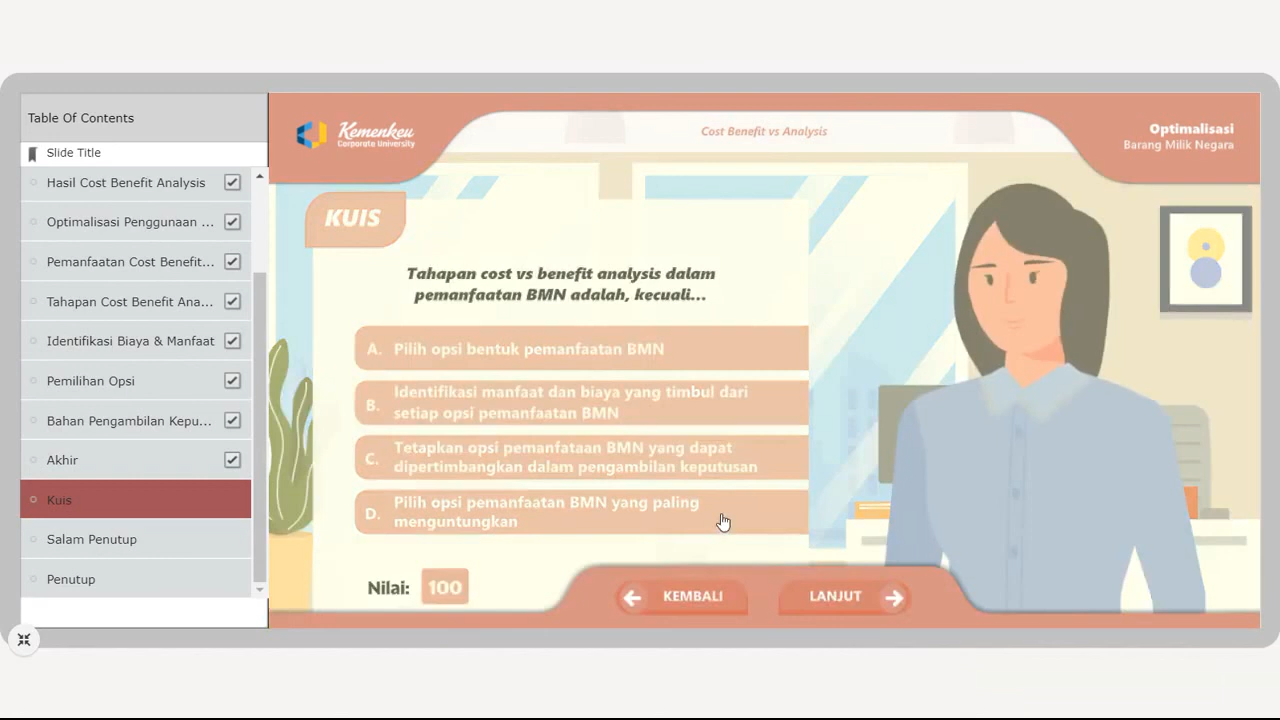 Table Of Contents
Slide Title
Hasil Cost Benefit Analysis
Optimalisasi Penggunaan ...
Pemanfaatan Cost Benefit...
Tahapan Cost Benefit Ana...
Identifikasi Biaya & Manfaat
Pemilihan Opsi
Bahan Pengambilan Kepu...
Akhir
Kuis
Salam Penutup
Penutup
Kemenkeu
Corporate University
Cost Benefit vs Analysis
Optimalisasi
Barang Milik Negara
KUIS
Tahapan cost vs benefit analysis dalam
pemanfaatan BMN adalah, kecuali...
A. Pilih opsi bentuk pemanfaatan BMN
B. Identifikasi manfaat dan biaya yang timbul dari
setiap opsi pemanfaatan BMN
C. Tetapkan opsi pemanfataan BMN yang dapat
dipertimbangkan dalam pengambilan keputusan
D. Pilih opsi pemanfaatan BMN yang paling
menguntungkan
Nilai: 100
KEMBALI
LANJUT